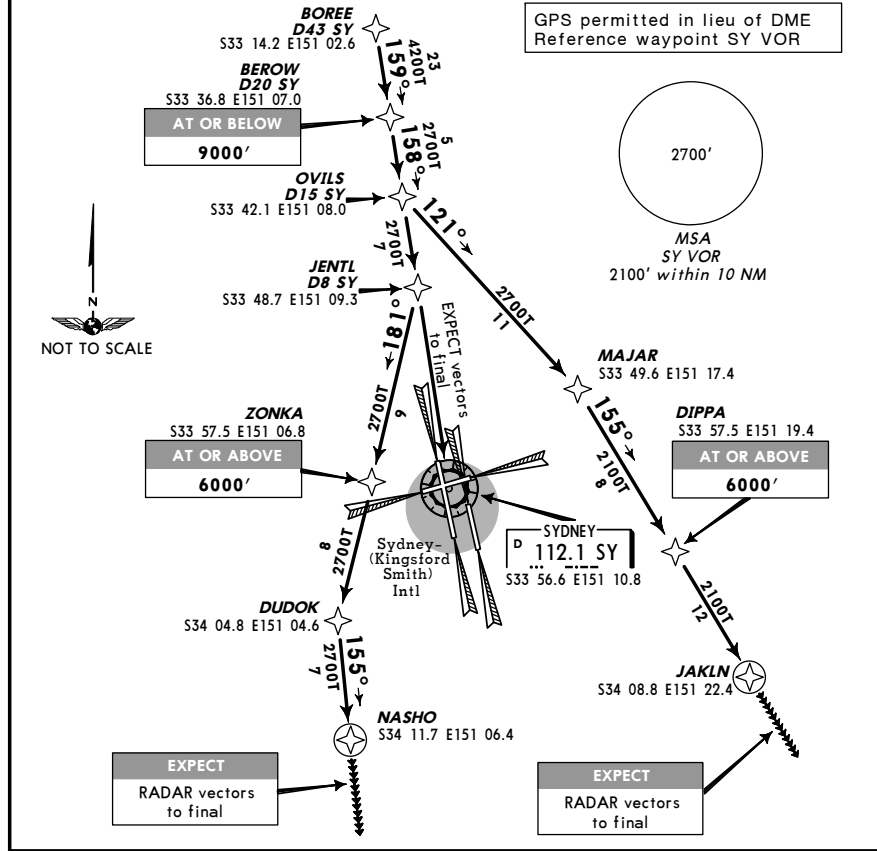 BOREE
D43 SY
S33 14.2 E151 02.6
GPS permitted in lieu of DME
Reference waypoint SY VOR
23
4200T
159°
BEROW
D20 SY
S33 36.8 E151 07.0
AT OR BELOW
9000'
5
2700T
158°
2700'
MSA
SY VOR
2100' within 10 NM
OVILS
D15 SY
S33 42.1 E151 08.0
121°
2700T
11
2700T
7
N
NOT TO SCALE
JENTL
D8 SY
S33 48.7 E151 09.3
181°
2700T
9
EXPECT vectors
to final
MAJAR
S33 49.6 E151 17.4
155°
2100T
8
ZONKA
S33 57.5 E151 06.8
AT OR ABOVE
6000'
DIPPA
S33 57.5 E151 19.4
AT OR ABOVE
6000'
8
2700T
Sydney-
(Kingsford
Smith)
Intl
SYDNEY
D 112.1 SY
S33 56.6 E151 10.8
2100T
12
DUDOK
S34 04.8 E151 04.6
155°
2700T
7
JAKLN
S34 08.8 E151 22.4
NASHO
S34 11.7 E151 06.4
EXPECT
RADAR vectors
to final
EXPECT
RADAR vectors
to final